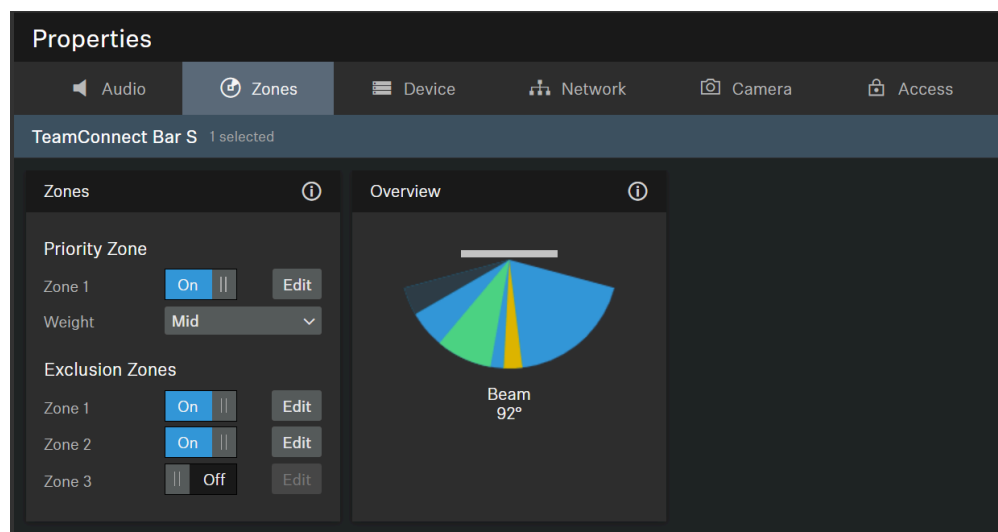 Properties
Audio Zones Device Network Camera Access
TeamConnect Bar S 1 selected
Zones
Priority Zone
Zone 1 On Edit
Weight Mid
Exclusion Zones
Zone 1 On Edit
Zone 2 On Edit
Zone 3 Off Edit
Overview
Beam
92°